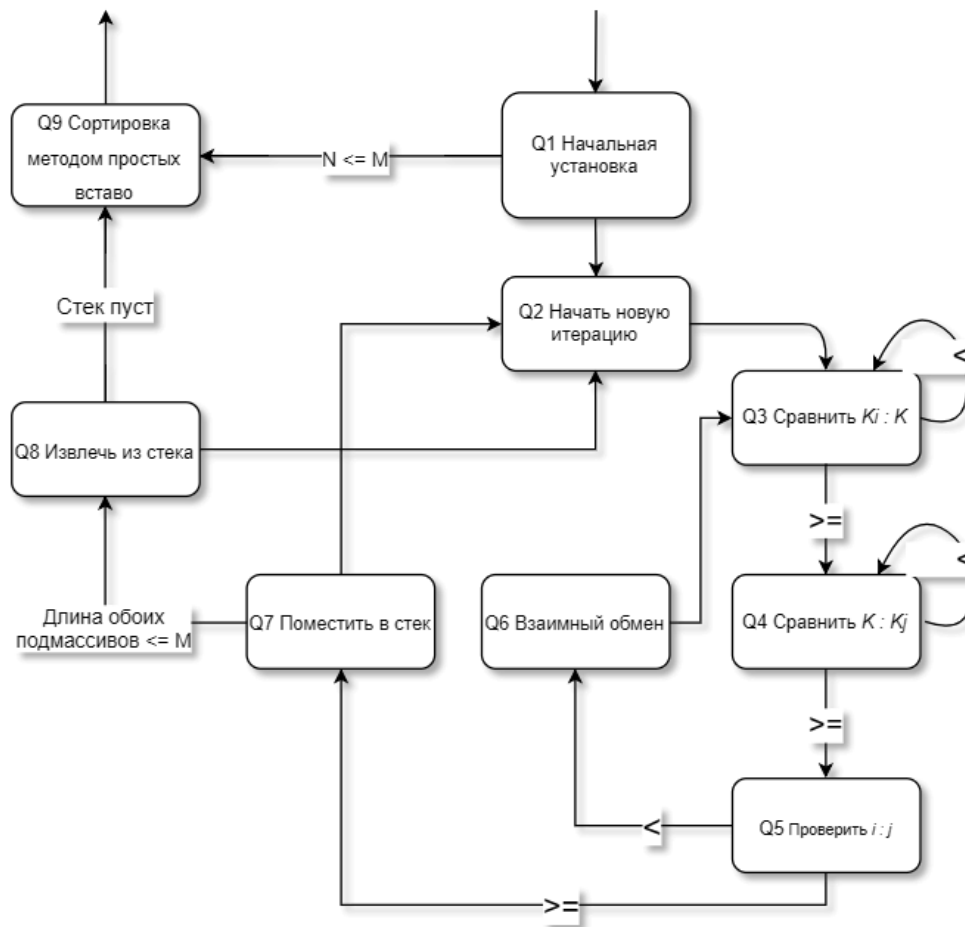 Q9 Сортировка
методом простых
вставо
N <= M
Q1 Начальная
установка
Стек пуст
Q2 Начать новую
итерацию
<
Q3 Сравнить Ki : K
Q8 Извлечь из стека
>=
<
Длина обоих
подмассивов <= M
Q7 Поместить в стек
Q6 Взаимный обмен
Q4 Сравнить K : Kj
>=
<
Q5 Проверить i : j
>=